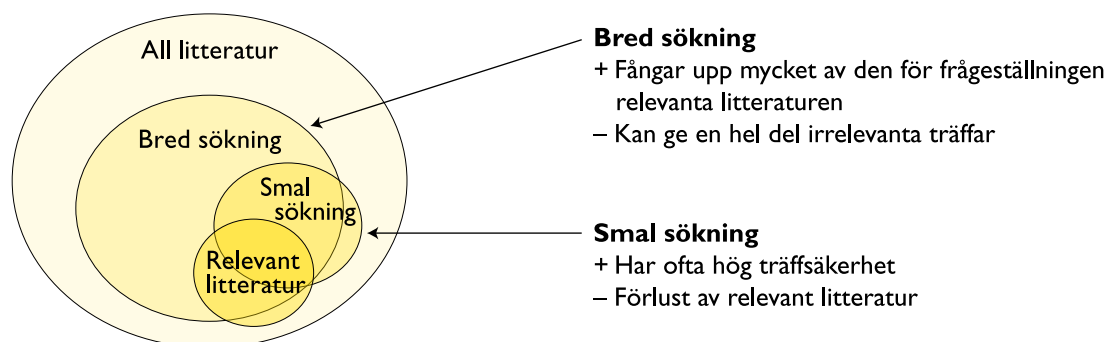 All litteratur
Bred sökning
Smal
sökning
Relevant
litteratur
Bred sökning
+ Fångar upp mycket av den för frågeställningen
relevanta litteraturen
– Kan ge en hel del irrelevanta träffar
Smal sökning
+ Har ofta hög träffsäkerhet
– Förlust av relevant litteratur